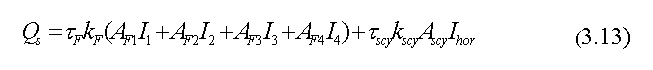 Q_s = τ_F k_F (A_F1 I_1 + A_F2 I_2 + A_F3 I_3 + A_F4 I_4) + τ_scy k_scy A_scy I_hor (3.13)